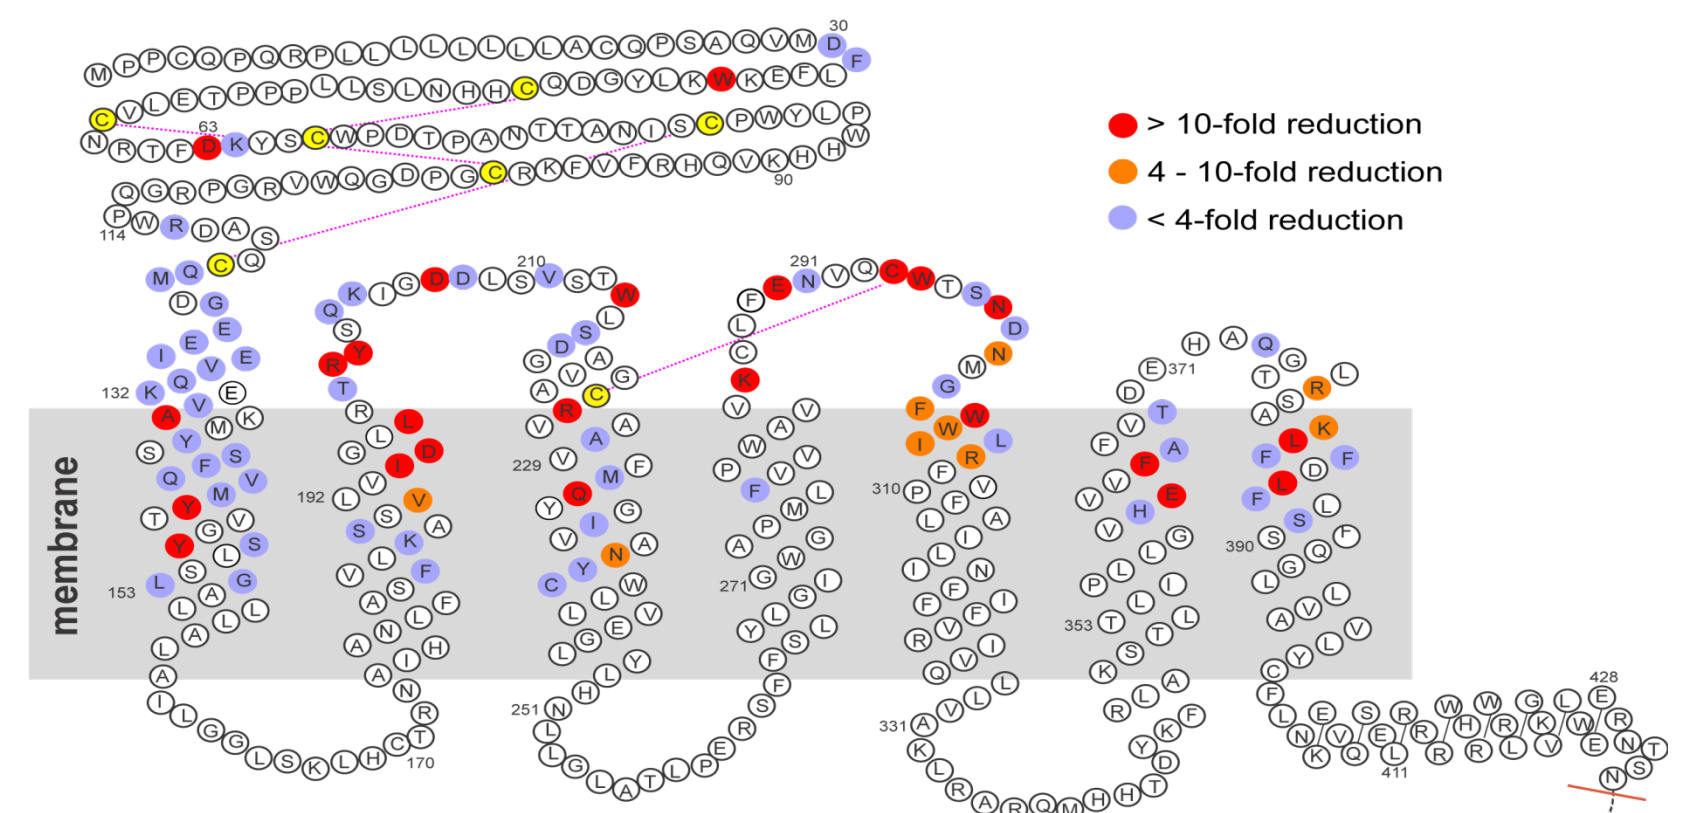 30
M P P C Q P Q R P L L L L L L L L A C Q P S A Q V M D F
C V L E T P P P L L S L N H H C Q D G Y L K W K E F L
63
N R T F D K Y S C W P D T P A N T T A N I S C P W Y L P
Q G R P G R V W Q G D P G C R K F V F R H Q V K H H W
90
P W R D A S
114
M Q C Q
D G
E
I E E
V
132 K Q E
A V M K
S Y F S
Q M V
T Y G V
Y L S
L S A G
153
L L L
L A
A
I L G G L S K L H C T R
170
Q K I G D D L S V S T W
210
S L
R Y
T
R L
G L D
I
192 L V V
S S K A
V L F
A S F
A N L
A I H
N
G D S
A V A G
V R C
229 V A A
Y Q M F
V I G
C Y N A
L L W
L G E V
H L Y
251 N
L L G L A T L P E R S F
F E N V Q C W T S N D
291
L
C
K
V V
W A
P V V
F L
A P M
G W G
271
L G I
Y S L
F
N
M
G
F W W
I R L
310 P F V
L F A
I L I
F F N
R V F I
Q V I
A V L L
331
K L R A R Q M H H T D
Y K F
R L A
H A Q G L
E 371 T S R
D A
V T
F A
V V F
V H E
P L L G
353 T L I
S T L
K
L K
F D F
F L
390 S S L
L G Q F
A V L
C Y L V
F
L N E S R W W G L E
428
K V E R H R K W R N T
Q L R R L V E S
411
N
membrane
> 10-fold reduction
4 - 10-fold reduction
< 4-fold reduction